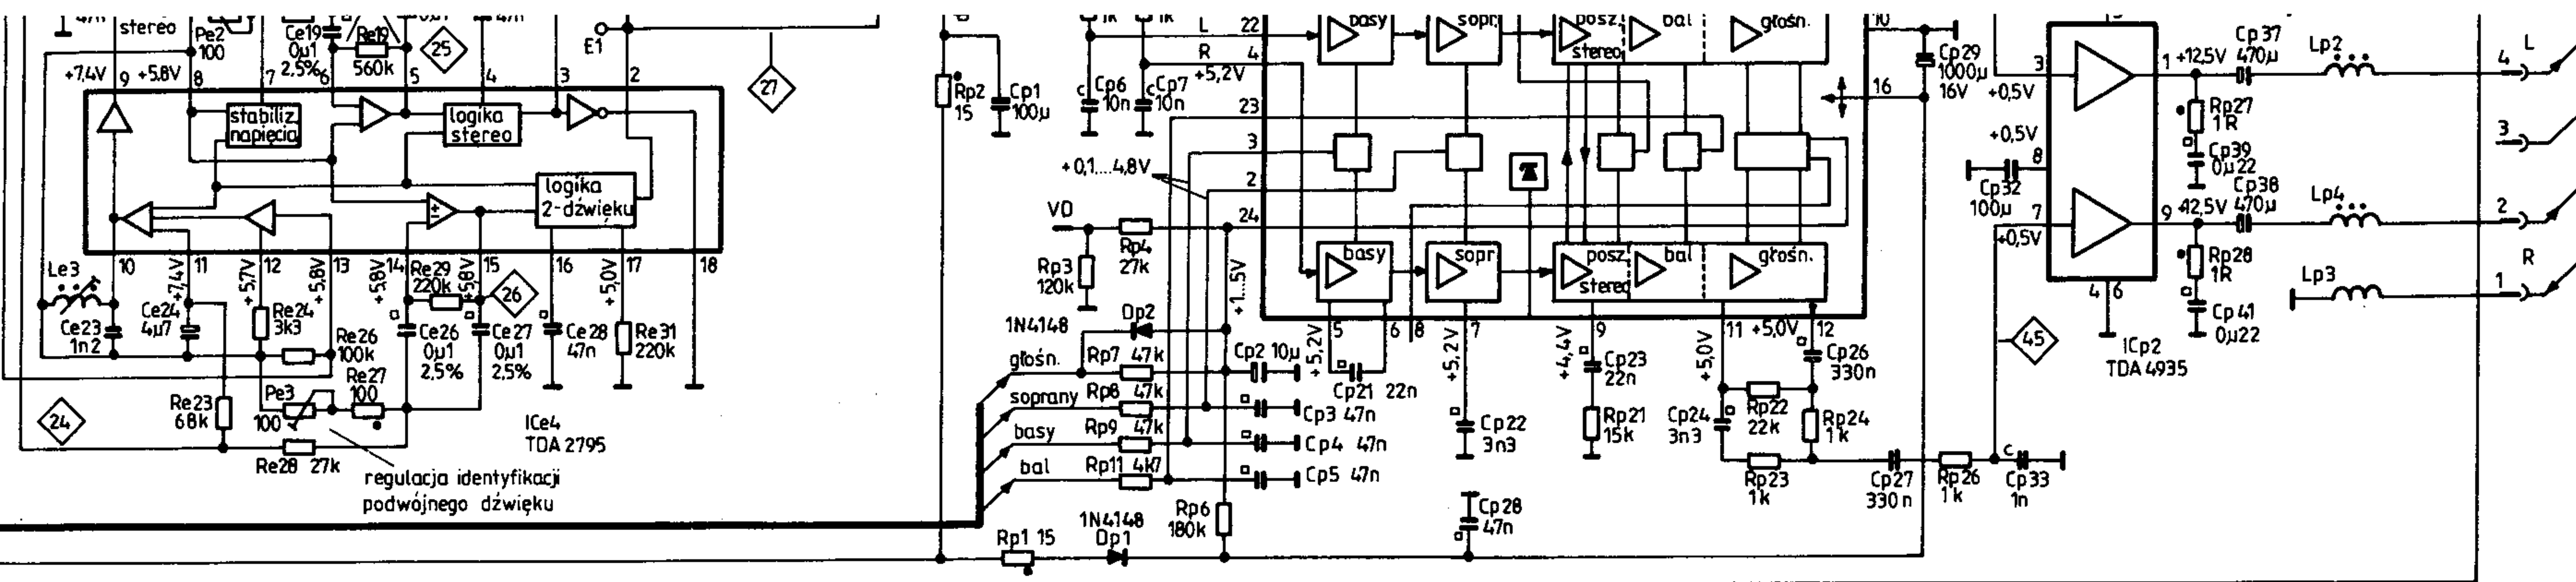 stereo
Pe2
100
Ce19
0µ1
2,5%
Re19
560k
25
47n
E1
27
+7,4V
9
+5,8V
8
7
6
5
4
3
2
stabiliz.
napięcia
logika
stereo
logika
2-dźwięku
10
11
12
13
14
15
16
17
18
+7,4V
+5,7V
+5,8V
+5,8V
+5,8V
+5,0V
Le3
Ce23
1n2
Ce24
4µ7
Re24
3k3
Re26
100k
Re29
220k
26
Ce26
0µ1
2,5%
Ce27
0µ1
2,5%
Ce28
47n
Re31
220k
Pe3
100
Re27
100
Re23
68k
24
Re28 27k
ICe4
TDA 2795
regulacja identyfikacji
podwójnego dźwięku
Rp2
15
Cp1
100µ
1k
1k
L
22
R
4
+5,2V
Cp6
10n
Cp7
10n
c
c
23
3
+0,1...4,8V
2
24
VD
Rp4
27k
Rp3
120k
+1...5V
1N4148
Dp2
głośn.
Rp7 47k
Cp2 10µ
soprany
Rp8 47k
Cp3 47n
basy
Rp9 47k
Cp4 47n
bal
Rp11 4k7
Cp5 47n
Rp6
180k
Rp1 15
1N4148
Dp1
Cp28
47n
basy
sopr.
posz.
stereo
bal
głośn.
basy
sopr.
posz.
stereo
bal
głośn.
10
16
5
6
8
7
9
11
+5,0V
12
+5,2V
+5,2V
+4,4V
+5,0V
Cp21 22n
Cp22
3n3
Cp23
22n
Rp21
15k
Cp24
3n3
Rp22
22k
Cp26
330n
Rp24
1k
Rp23
1k
Cp27
330n
Rp26
1k
c
Cp33
1n
45
Cp29
1000µ
16V
3
+0,5V
+0,5V
8
Cp32
100µ
7
+0,5V
4
6
1
+12,5V
9
+12,5V
ICp2
TDA 4935
Cp37
470µ
Rp27
1R
Cp39
0µ22
Cp38
470µ
Rp28
1R
Cp41
0µ22
Lp2
Lp4
Lp3
4
L
3
2
R
1